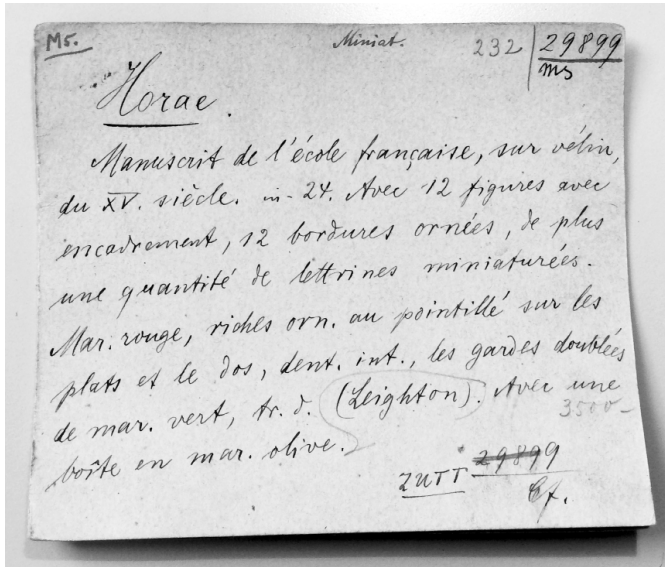 Ms. Miniat. 232 29899
ms
Horae.
Manuscrit de l'école française, sur vélin,
du XV. siècle. in-24. Avec 12 figures avec
encadrement, 12 bordures ornées, de plus
une quantité de lettrines miniaturées.
Mar. rouge, riches orn. au pointillé sur les
plats et le dos, dent. int., les gardes doublées
de mar. vert, tr. d. (Leighton). Avec une
3500-
boîte en mar. olive.
ZUTT 29899